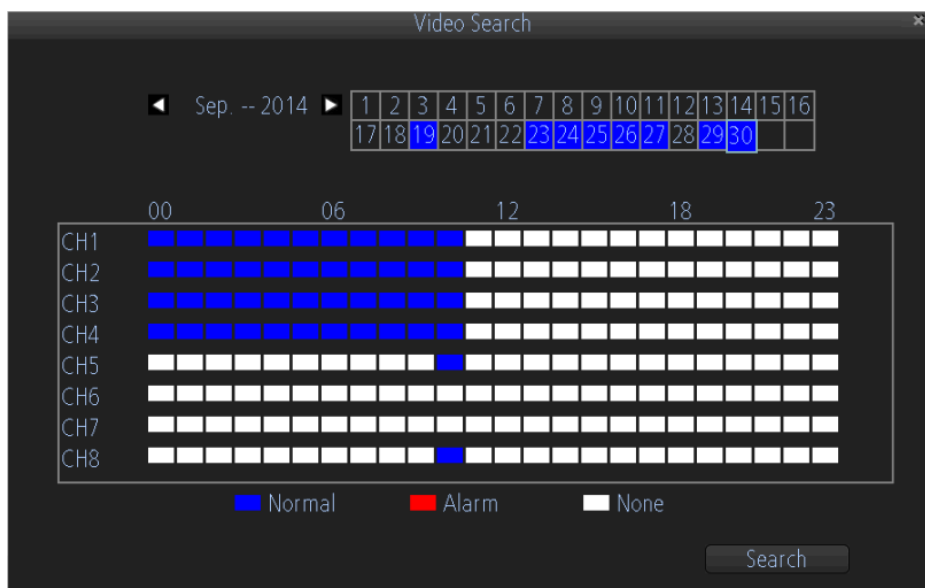 Video Search
Sep. -- 2014 1 2 3 4 5 6 7 8 9 10 11 12 13 14 15 16
17 18 19 20 21 22 23 24 25 26 27 28 29 30
00 06 12 18 23
CH1
CH2
CH3
CH4
CH5
CH6
CH7
CH8
Normal Alarm None
Search